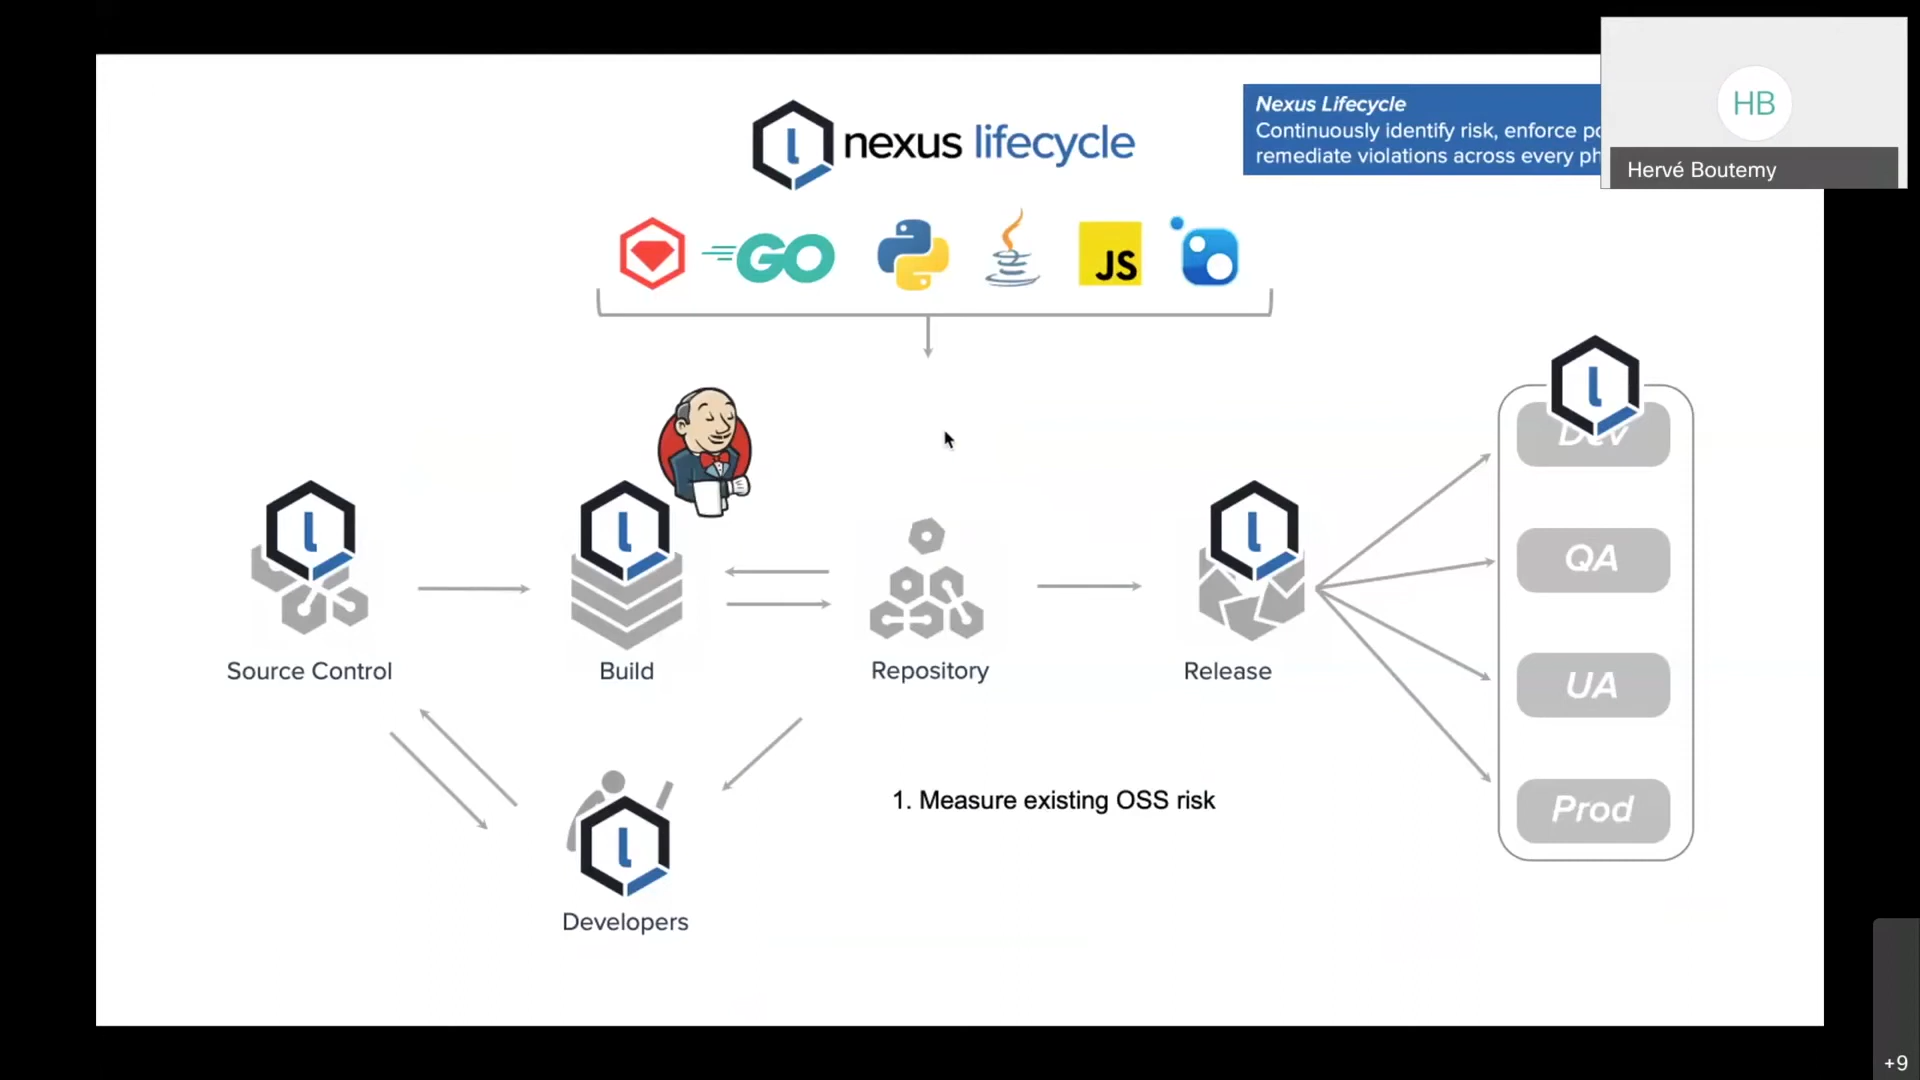 nexus lifecycle
Nexus Lifecycle
Continuously identify risk, enforce
remediate violations across every
HB
Hervé Boutemy
GO
JS
Dev
QA
UA
Prod
Source Control
Build
Repository
Release
1. Measure existing OSS risk
Developers
+9